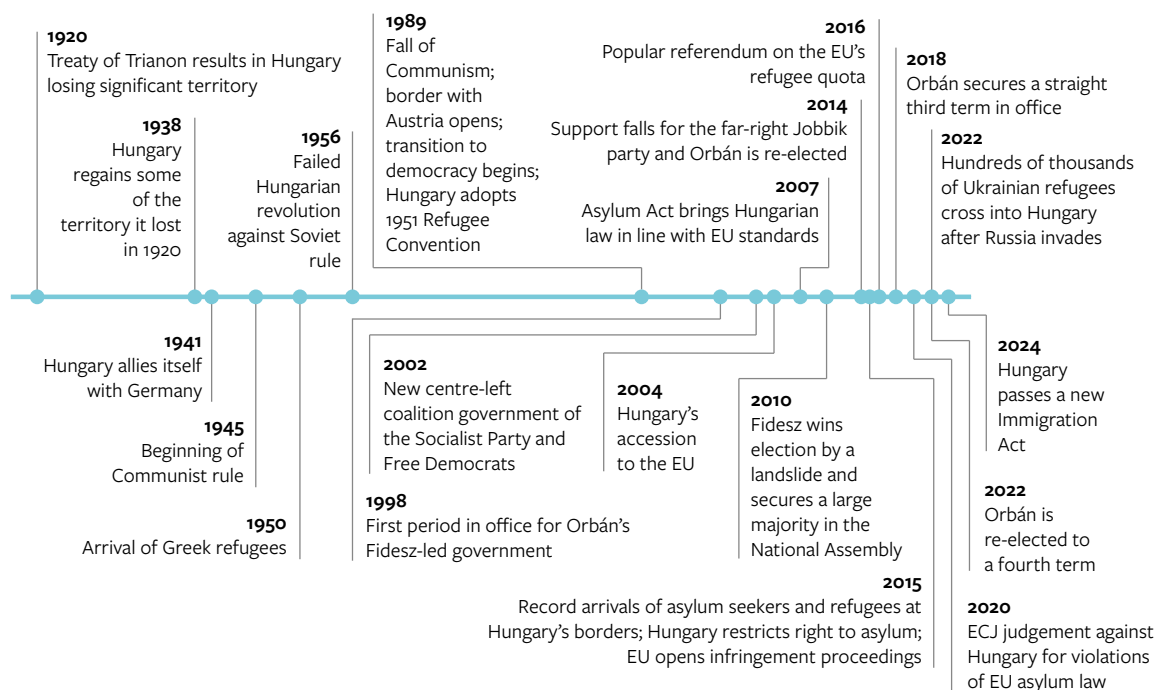 1920
Treaty of Trianon results in Hungary
losing significant territory
1938
Hungary
regains some
of the
territory it lost
in 1920
1956
Failed
Hungarian
revolution
against Soviet
rule
1989
Fall of
Communism;
border with
Austria opens;
transition to
democracy begins;
Hungary adopts
1951 Refugee
Convention
2016
Popular referendum on the EU’s
refugee quota
2014
Support falls for the far-right Jobbik
party and Orbán is re-elected
2007
Asylum Act brings Hungarian
law in line with EU standards
2018
Orbán secures a straight
third term in office
2022
Hundreds of thousands
of Ukrainian refugees
cross into Hungary
after Russia invades
1941
Hungary allies itself
with Germany
1945
Beginning of
Communist rule
1950
Arrival of Greek refugees
2002
New centre-left
coalition government of
the Socialist Party and
Free Democrats
1998
First period in office for Orbán’s
Fidesz-led government
2004
Hungary’s
accession
to the EU
2010
Fidesz wins
election by a
landslide and
secures a large
majority in the
National Assembly
2015
Record arrivals of asylum seekers and refugees at
Hungary’s borders; Hungary restricts right to asylum;
EU opens infringement proceedings
2024
Hungary
passes a new
Immigration
Act
2022
Orbán is
re-elected to
a fourth term
2020
ECJ judgement against
Hungary for violations
of EU asylum law